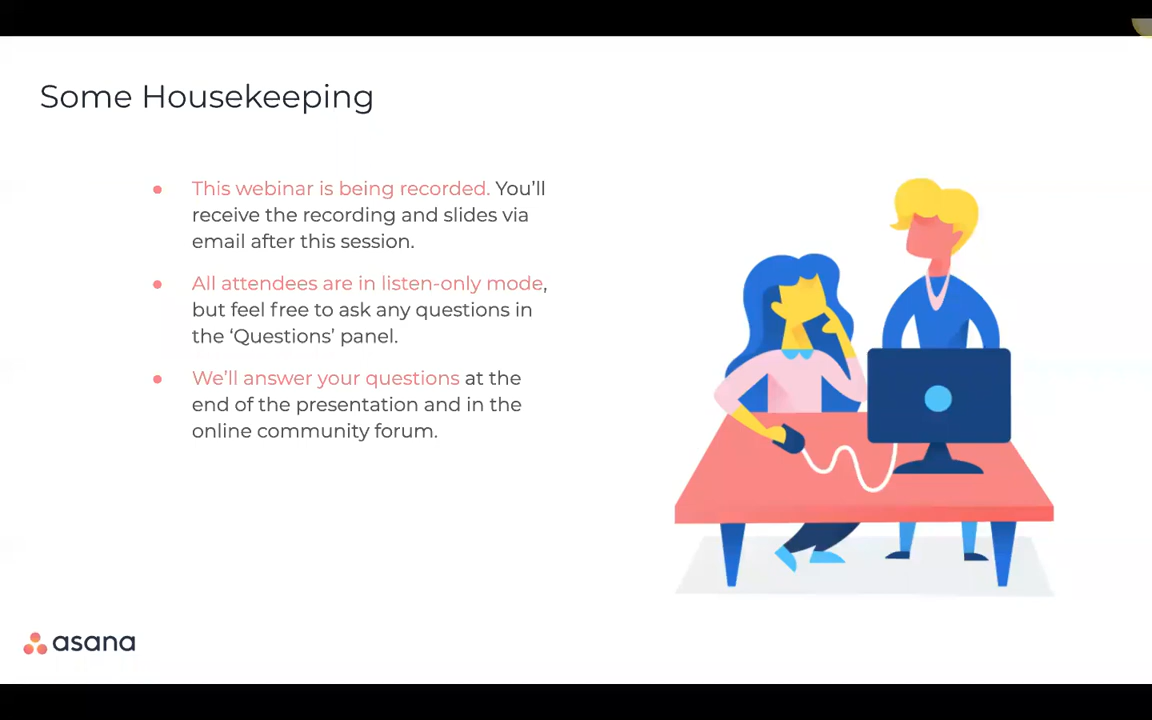 Some Housekeeping
● This webinar is being recorded. You’ll
receive the recording and slides via
email after this session.
● All attendees are in listen-only mode,
but feel free to ask any questions in
the ‘Questions’ panel.
● We’ll answer your questions at the
end of the presentation and in the
online community forum.
asana